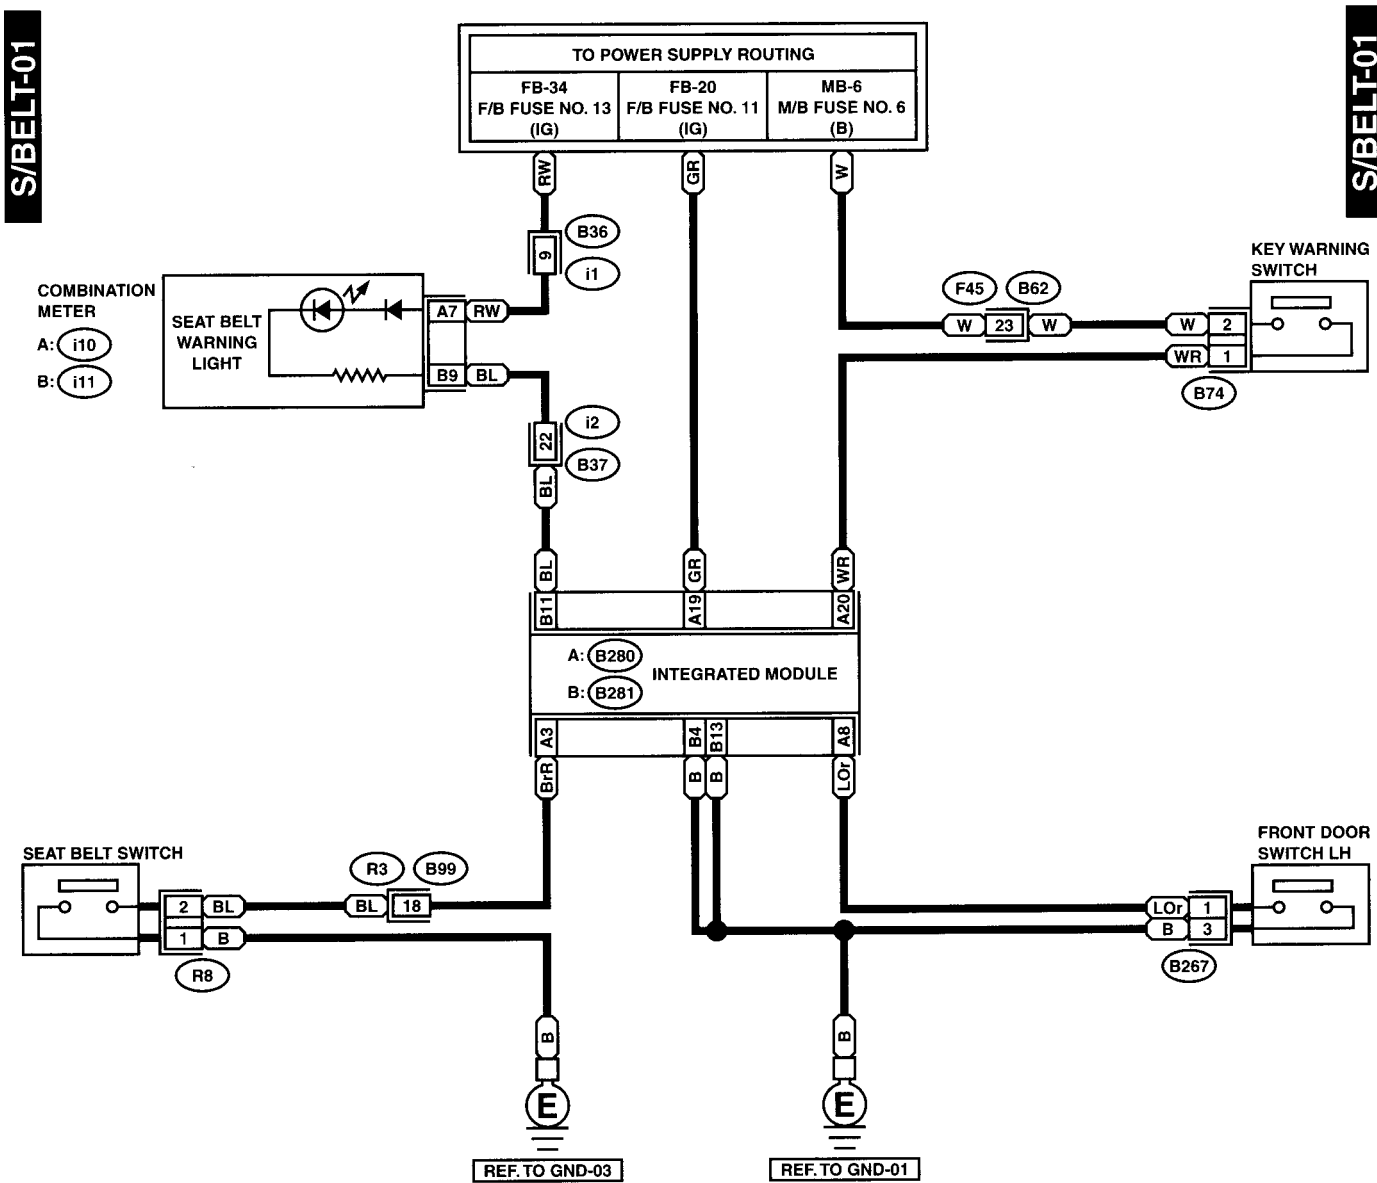 S/BELT-01
S/BELT-01
TO POWER SUPPLY ROUTING
FB-34
F/B FUSE NO. 13
(IG)
FB-20
F/B FUSE NO. 11
(IG)
MB-6
M/B FUSE NO. 6
(B)
RW
GR
W
9
B36
i1
COMBINATION
METER
A: i10
B: i11
SEAT BELT
WARNING
LIGHT
A7
RW
B9
BL
22
i2
B37
BL
BL
GR
WR
F45
B62
W
23
W
W
2
WR
1
B74
KEY WARNING
SWITCH
B11
A19
A20
A: B280
B: B281
INTEGRATED MODULE
A3
B4
B13
A8
BrR
B
B
LOr
SEAT BELT SWITCH
2
BL
1
B
R8
R3
B99
BL
18
FRONT DOOR
SWITCH LH
LOr
1
B
3
B267
B
B
E
E
REF. TO GND-03
REF. TO GND-01